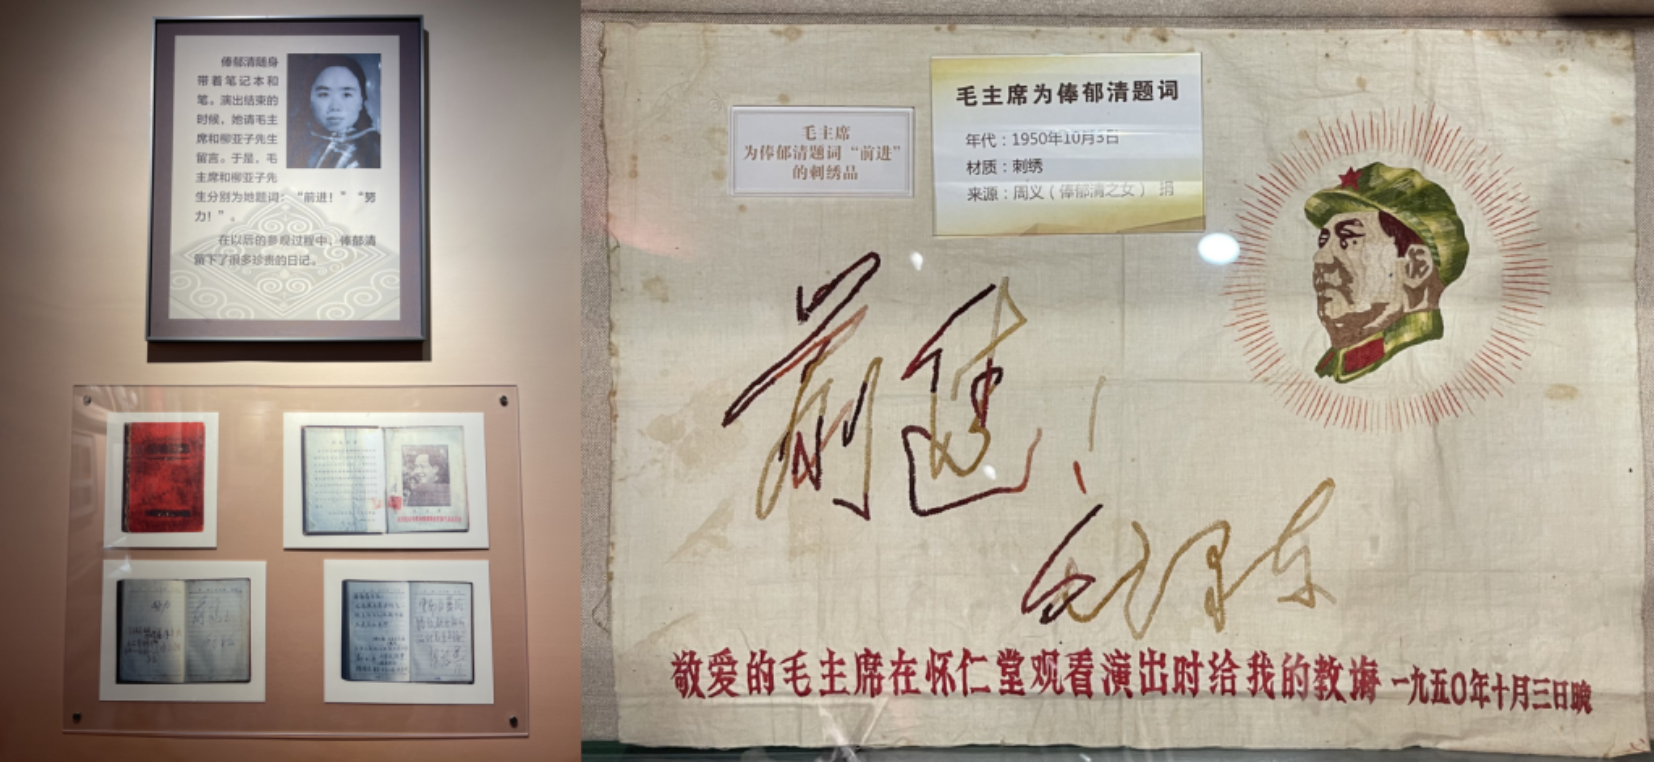 俸郁清随身
带着笔记本和
笔。演出结束的
时候，她请毛主
席和柳亚子先生
留言。于是，毛
主席和柳亚子先
生分别为她题词：“前进！”“努
力！”。
在以后的参观过程中，俸郁清
留下了很多珍贵的日记。
毛主席
为俸郁清题词“前进”
的刺绣品
毛主席为俸郁清题词
年代：1950年10月3日
材质：刺绣
来源：周义（俸郁清之女） 捐
前进！
毛泽东
敬爱的毛主席在怀仁堂观看演出时给我的教诲 一九五〇年十月三日晚